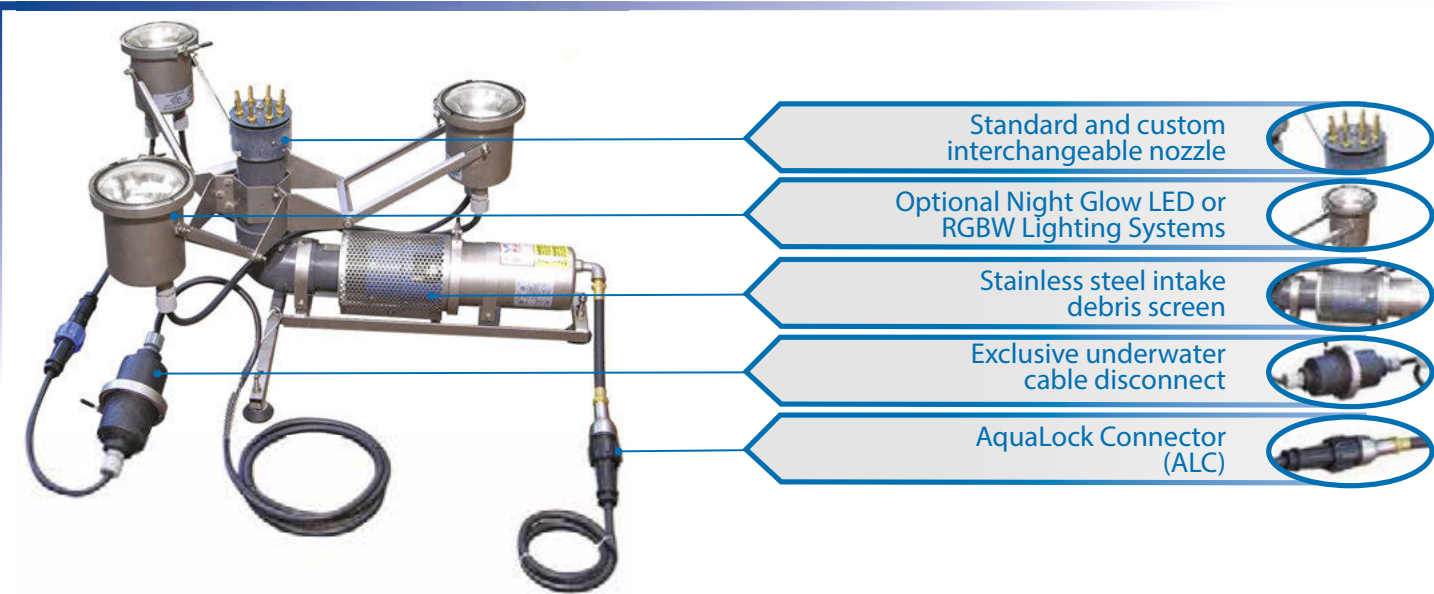 Standard and custom
interchangeable nozzle
Optional Night Glow LED or
RGBW Lighting Systems
Stainless steel intake
debris screen
Exclusive underwater
cable disconnect
AquaLock Connector
(ALC)